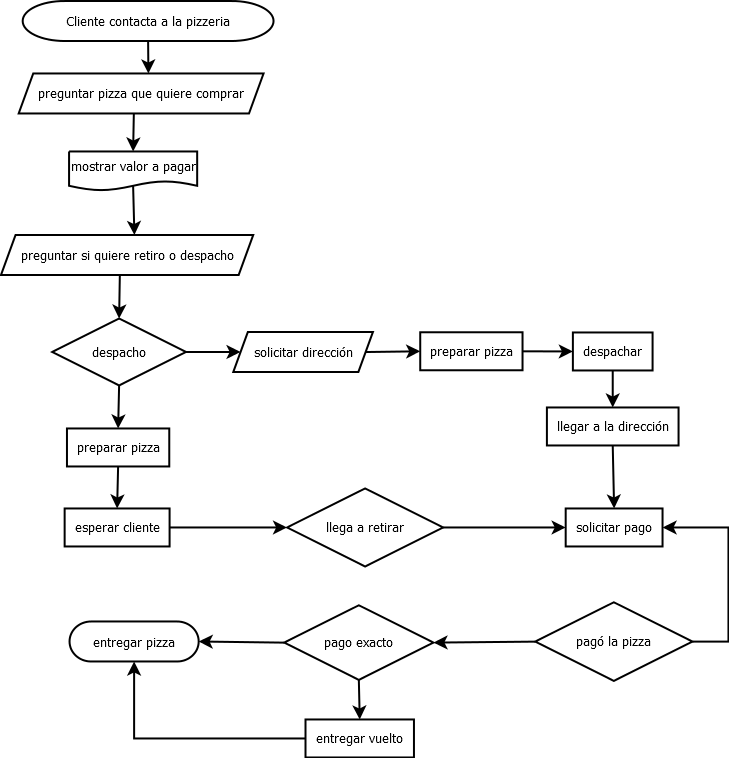 Cliente contacta a la pizzeria
preguntar pizza que quiere comprar
mostrar valor a pagar
preguntar si quiere retiro o despacho
despacho
solicitar dirección
preparar pizza
despachar
llegar a la dirección
preparar pizza
esperar cliente
llega a retirar
solicitar pago
entregar pizza
pago exacto
pagó la pizza
entregar vuelto